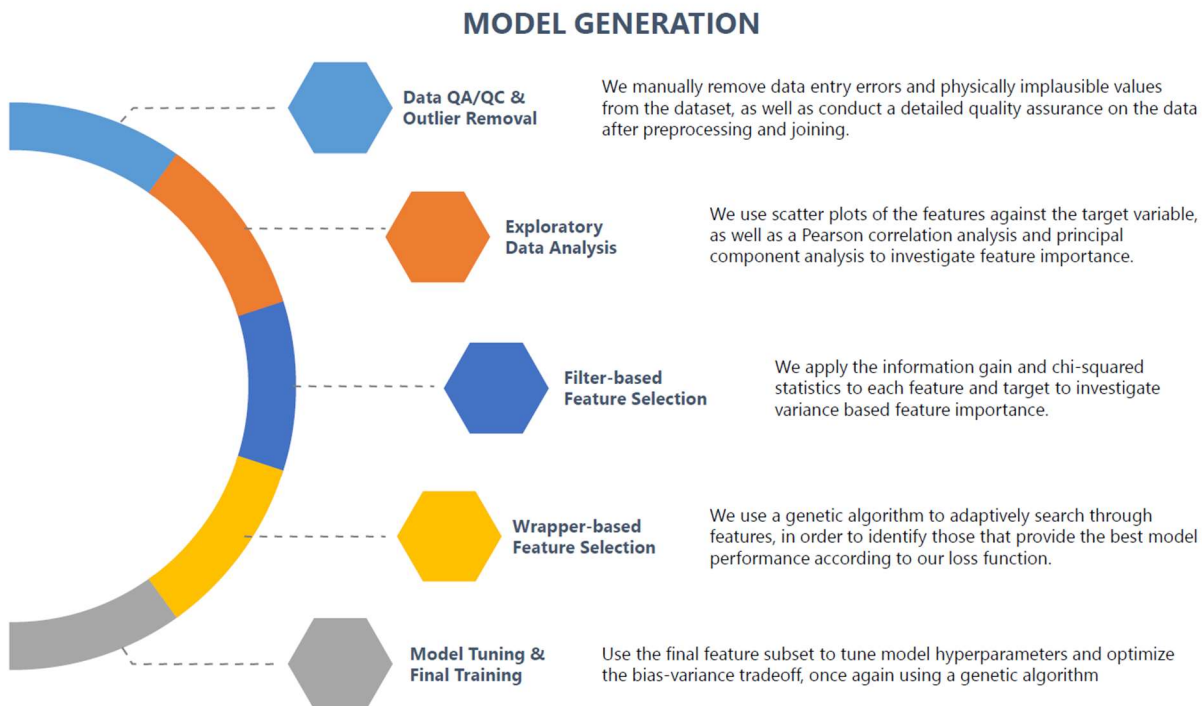 MODEL GENERATION
Data QA/QC &
Outlier Removal
We manually remove data entry errors and physically implausible values
from the dataset, as well as conduct a detailed quality assurance on the data
after preprocessing and joining.
Exploratory
Data Analysis
We use scatter plots of the features against the target variable,
as well as a Pearson correlation analysis and principal
component analysis to investigate feature importance.
Filter-based
Feature Selection
We apply the information gain and chi-squared
statistics to each feature and target to investigate
variance based feature importance.
Wrapper-based
Feature Selection
We use a genetic algorithm to adaptively search through
features, in order to identify those that provide the best model
performance according to our loss function.
Model Tuning &
Final Training
Use the final feature subset to tune model hyperparameters and optimize
the bias-variance tradeoff, once again using a genetic algorithm